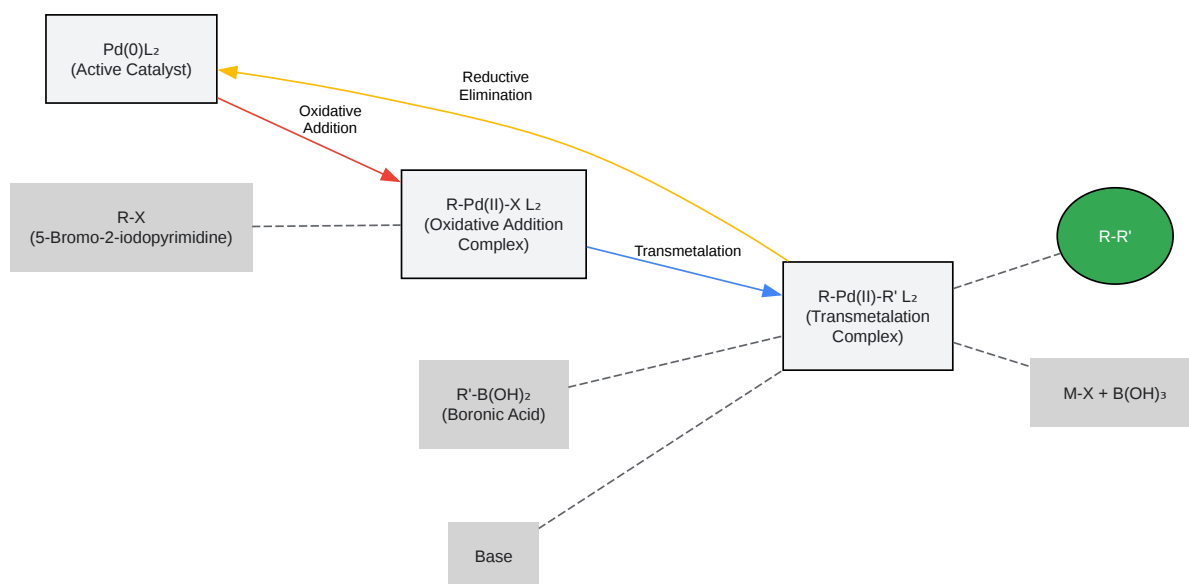 Pd(0)L₂
(Active Catalyst)
Reductive
Elimination
Oxidative
Addition
R-X
(5-Bromo-2-iodopyrimidine)
R-Pd(II)-X L₂
(Oxidative Addition
Complex)
Transmetalation
R-R'
R-Pd(II)-R' L₂
(Transmetalation
Complex)
R'-B(OH)₂
(Boronic Acid)
M-X + B(OH)₃
Base